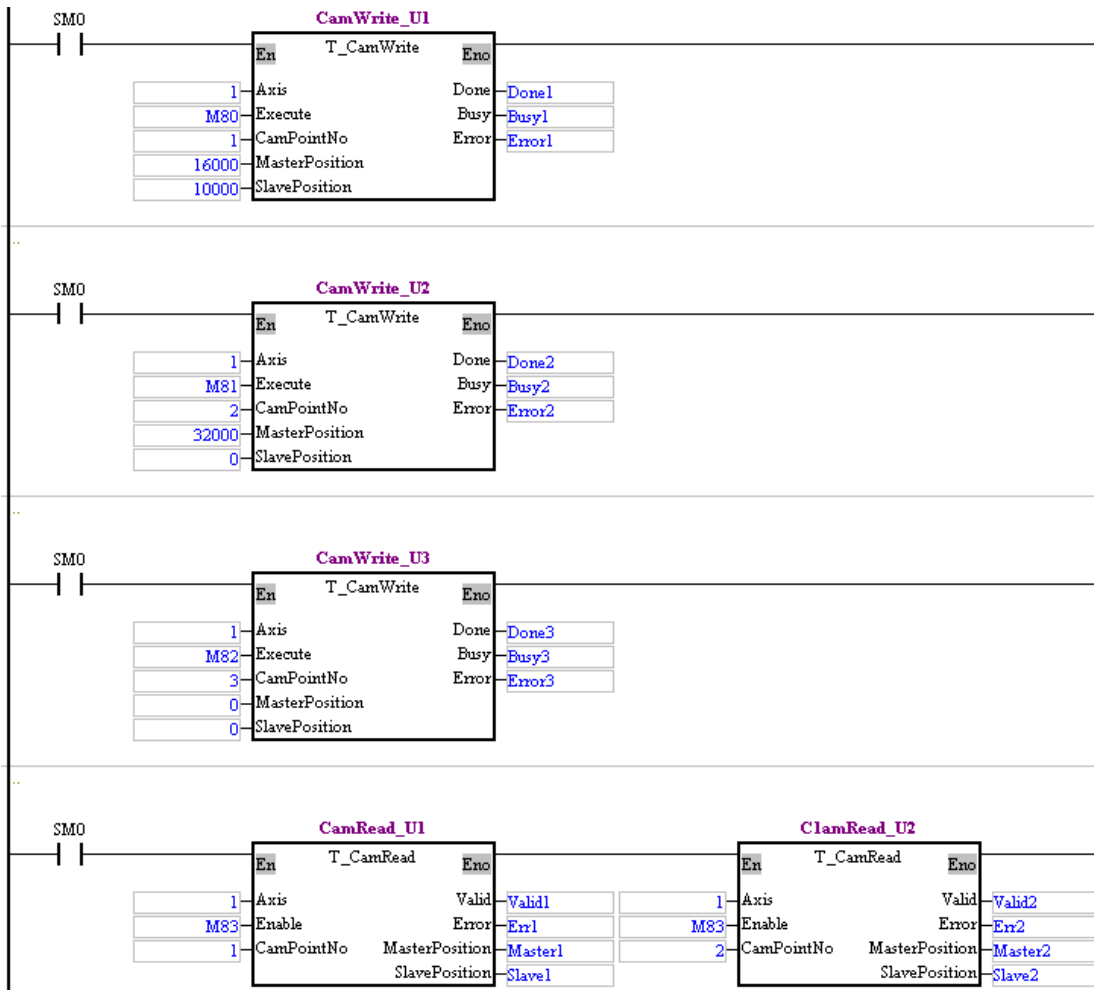 SM0 CamWrite_U1
En T_CamWrite Eno
1 Axis Done Done1
M80 Execute Busy Busy1
1 CamPointNo Error Error1
16000 MasterPosition
10000 SlavePosition
..
SM0 CamWrite_U2
En T_CamWrite Eno
1 Axis Done Done2
M81 Execute Busy Busy2
2 CamPointNo Error Error2
32000 MasterPosition
0 SlavePosition
..
SM0 CamWrite_U3
En T_CamWrite Eno
1 Axis Done Done3
M82 Execute Busy Busy3
3 CamPointNo Error Error3
0 MasterPosition
0 SlavePosition
..
SM0 CamRead_U1 ClamRead_U2
En T_CamRead Eno En T_CamRead Eno
1 Axis Valid Valid1 1 Axis Valid Valid2
M83 Enable Error Err1 M83 Enable Error Err2
1 CamPointNo MasterPosition Master1 2 CamPointNo MasterPosition Master2
SlavePosition Slave1 SlavePosition Slave2